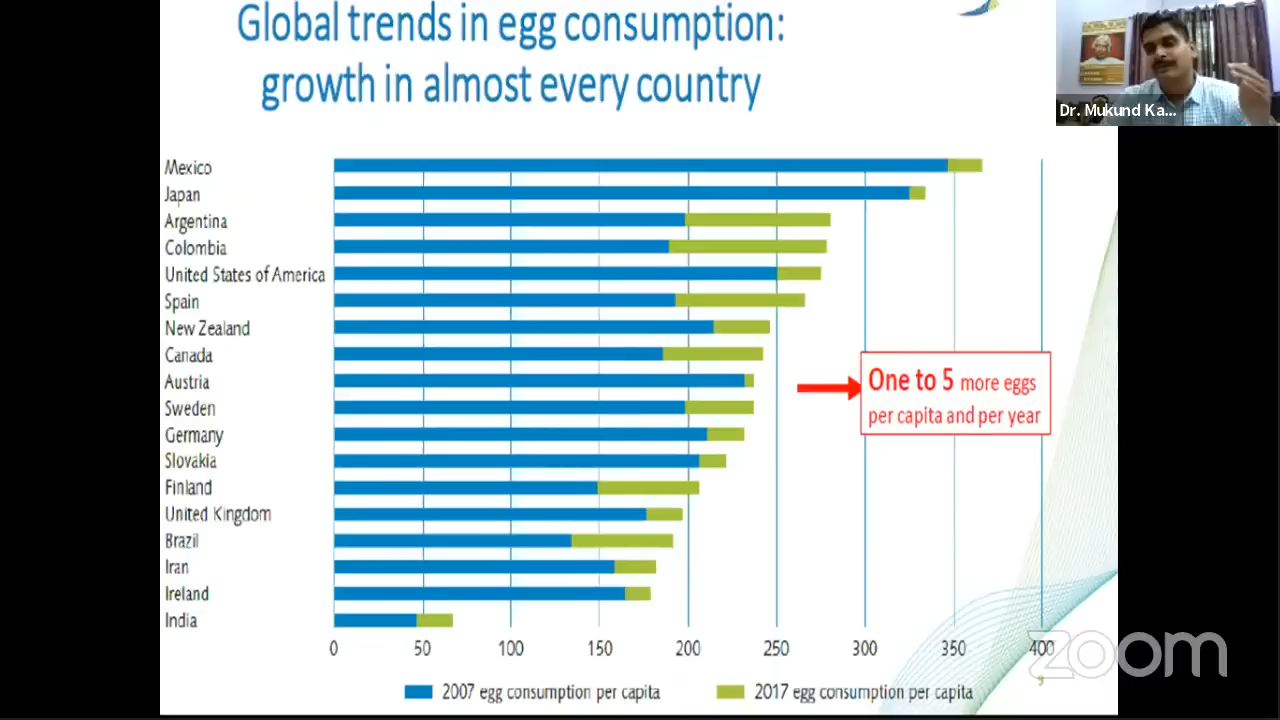 Global trends in egg consumption:
growth in almost every country
Dr. Mukund Ka...
Mexico
Japan
Argentina
Colombia
United States of America
Spain
New Zealand
Canada
Austria
Sweden
Germany
Slovakia
Finland
United Kingdom
Brazil
Iran
Ireland
India
One to 5 more eggs
per capita and per year
0 50 100 150 200 250 300 350 400
2007 egg consumption per capita 2017 egg consumption per capita
9
zoom